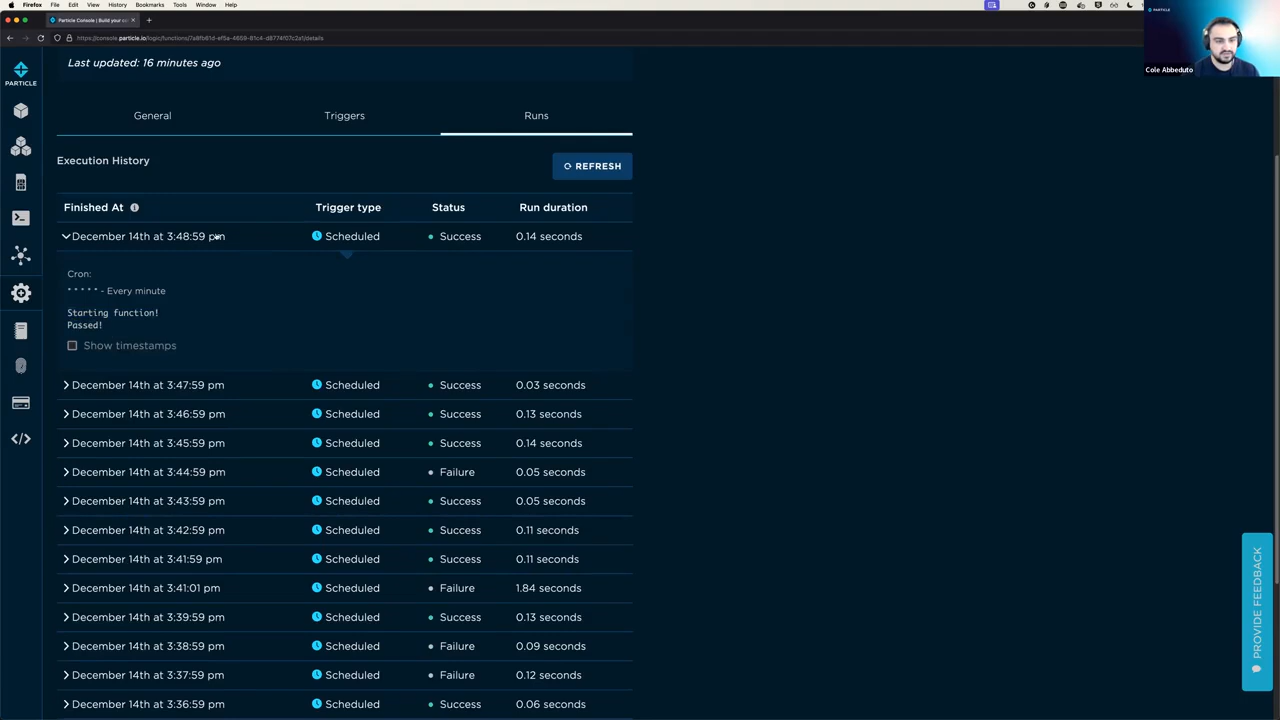 Firefox File Edit View History Bookmarks Tools Window Help
Particle Console | Build your con
Last updated: 16 minutes ago
General Triggers Runs
Execution History
REFRESH
Finished At Trigger type Status Run duration
December 14th at 3:48:59 pm Scheduled Success 0.14 seconds
Cron:
* * * * * - Every minute
Starting function!
Passed!
Show timestamps
December 14th at 3:47:59 pm Scheduled Success 0.03 seconds
December 14th at 3:46:59 pm Scheduled Success 0.13 seconds
December 14th at 3:45:59 pm Scheduled Success 0.14 seconds
December 14th at 3:44:59 pm Scheduled Failure 0.05 seconds
December 14th at 3:43:59 pm Scheduled Success 0.05 seconds
December 14th at 3:42:59 pm Scheduled Success 0.11 seconds
December 14th at 3:41:59 pm Scheduled Success 0.11 seconds
December 14th at 3:41:01 pm Scheduled Failure 1.84 seconds
December 14th at 3:39:59 pm Scheduled Success 0.13 seconds
December 14th at 3:38:59 pm Scheduled Failure 0.09 seconds
December 14th at 3:37:59 pm Scheduled Failure 0.12 seconds
December 14th at 3:36:59 pm Scheduled Success 0.06 seconds
PARTICLE
PROVIDE FEEDBACK
PARTICLE
Cole Abbeduto